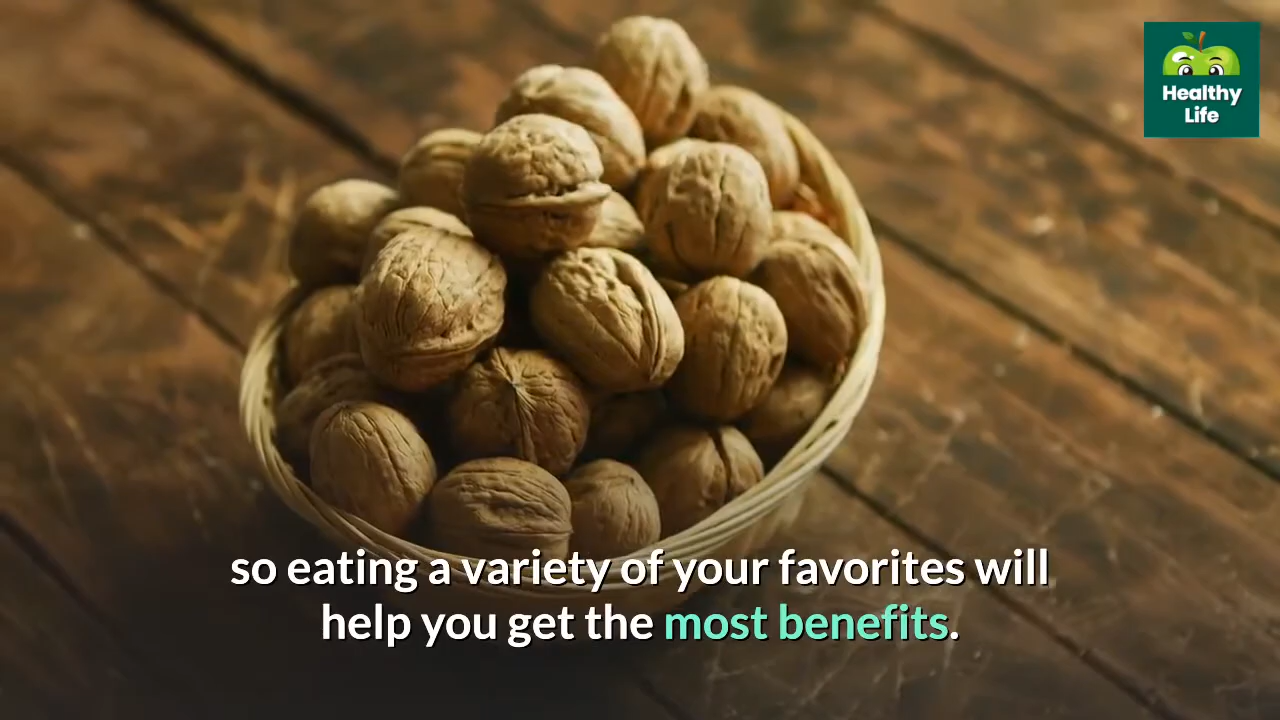 Healthy
Life
so eating a variety of your favorites will
help you get the most benefits.